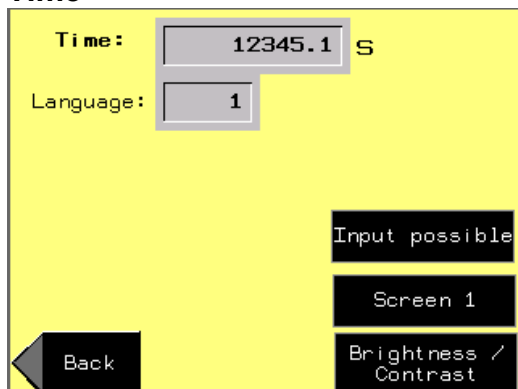 Time: 12345.1 S
Language: 1
Input possible
Screen 1
Back
Brightness /
Contrast